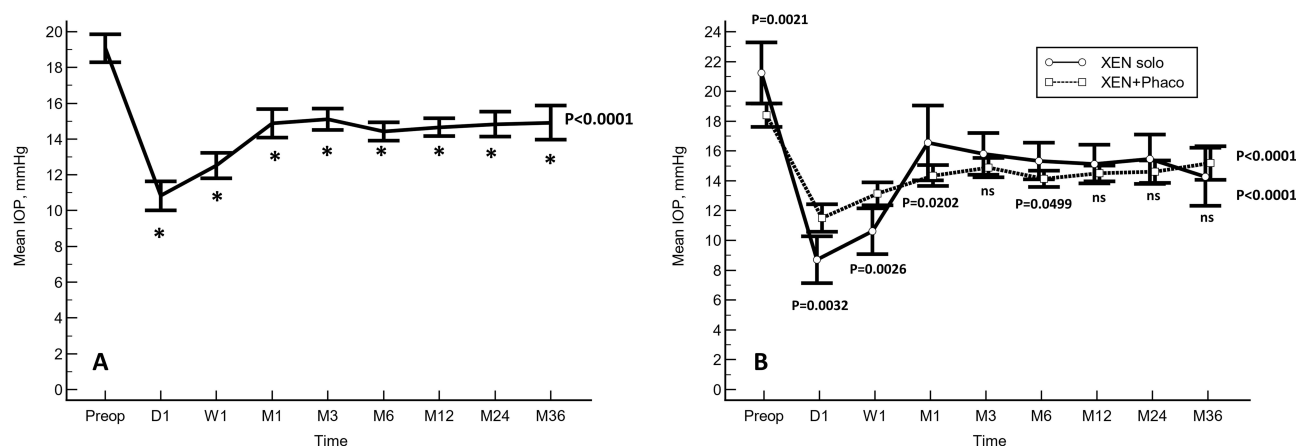 20
18
16
14
12
10
8
6
4
2
0
Mean IOP, mmHg
P<0.0001
*
*
*
*
*
*
*
*
A
Preop D1 W1 M1 M3 M6 M12 M24 M36
Time
24
22
20
18
16
14
12
10
8
6
4
2
0
Mean IOP, mmHg
P=0.0021
XEN solo
XEN+Phaco
P<0.0001
P<0.0001
P=0.0032
P=0.0026
P=0.0202
ns
P=0.0499
ns
ns
ns
B
Preop D1 W1 M1 M3 M6 M12 M24 M36
Time